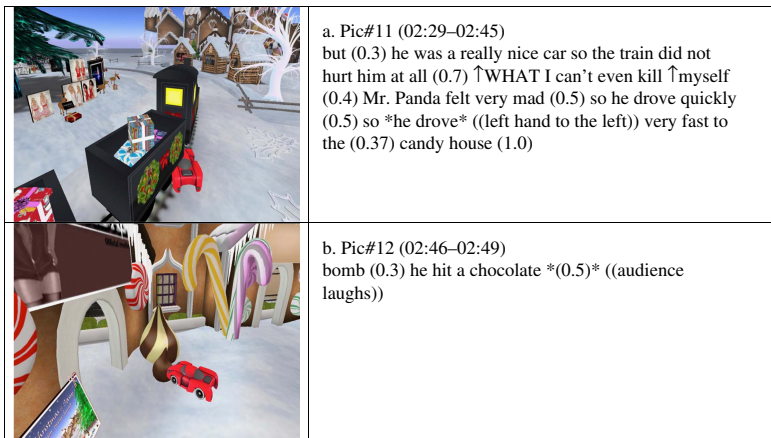 a. Pic#11 (02:29–02:45)
but (0.3) he was a really nice car so the train did not
hurt him at all (0.7) ↑WHAT I can’t even kill ↑myself
(0.4) Mr. Panda felt very mad (0.5) so he drove quickly
(0.5) so *he drove* ((left hand to the left)) very fast to
the (0.37) candy house (1.0)
b. Pic#12 (02:46–02:49)
bomb (0.3) he hit a chocolate *(0.5)* ((audience
laughs))